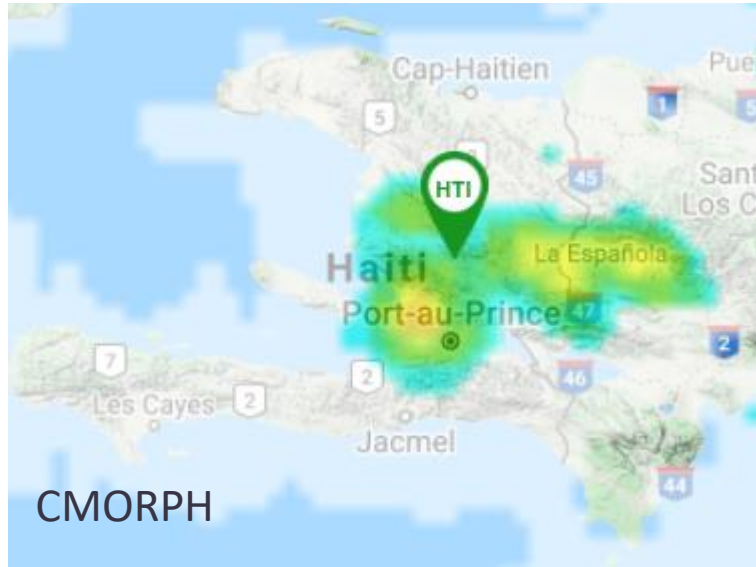 Cap-Haitien
Pue
5
1
5
HTI
45
Sant
Los C
Haiti
La Española
Port-au-Prince
47
2
7
2
46
Les Cayes
2
Jacmel
44
CMORPH